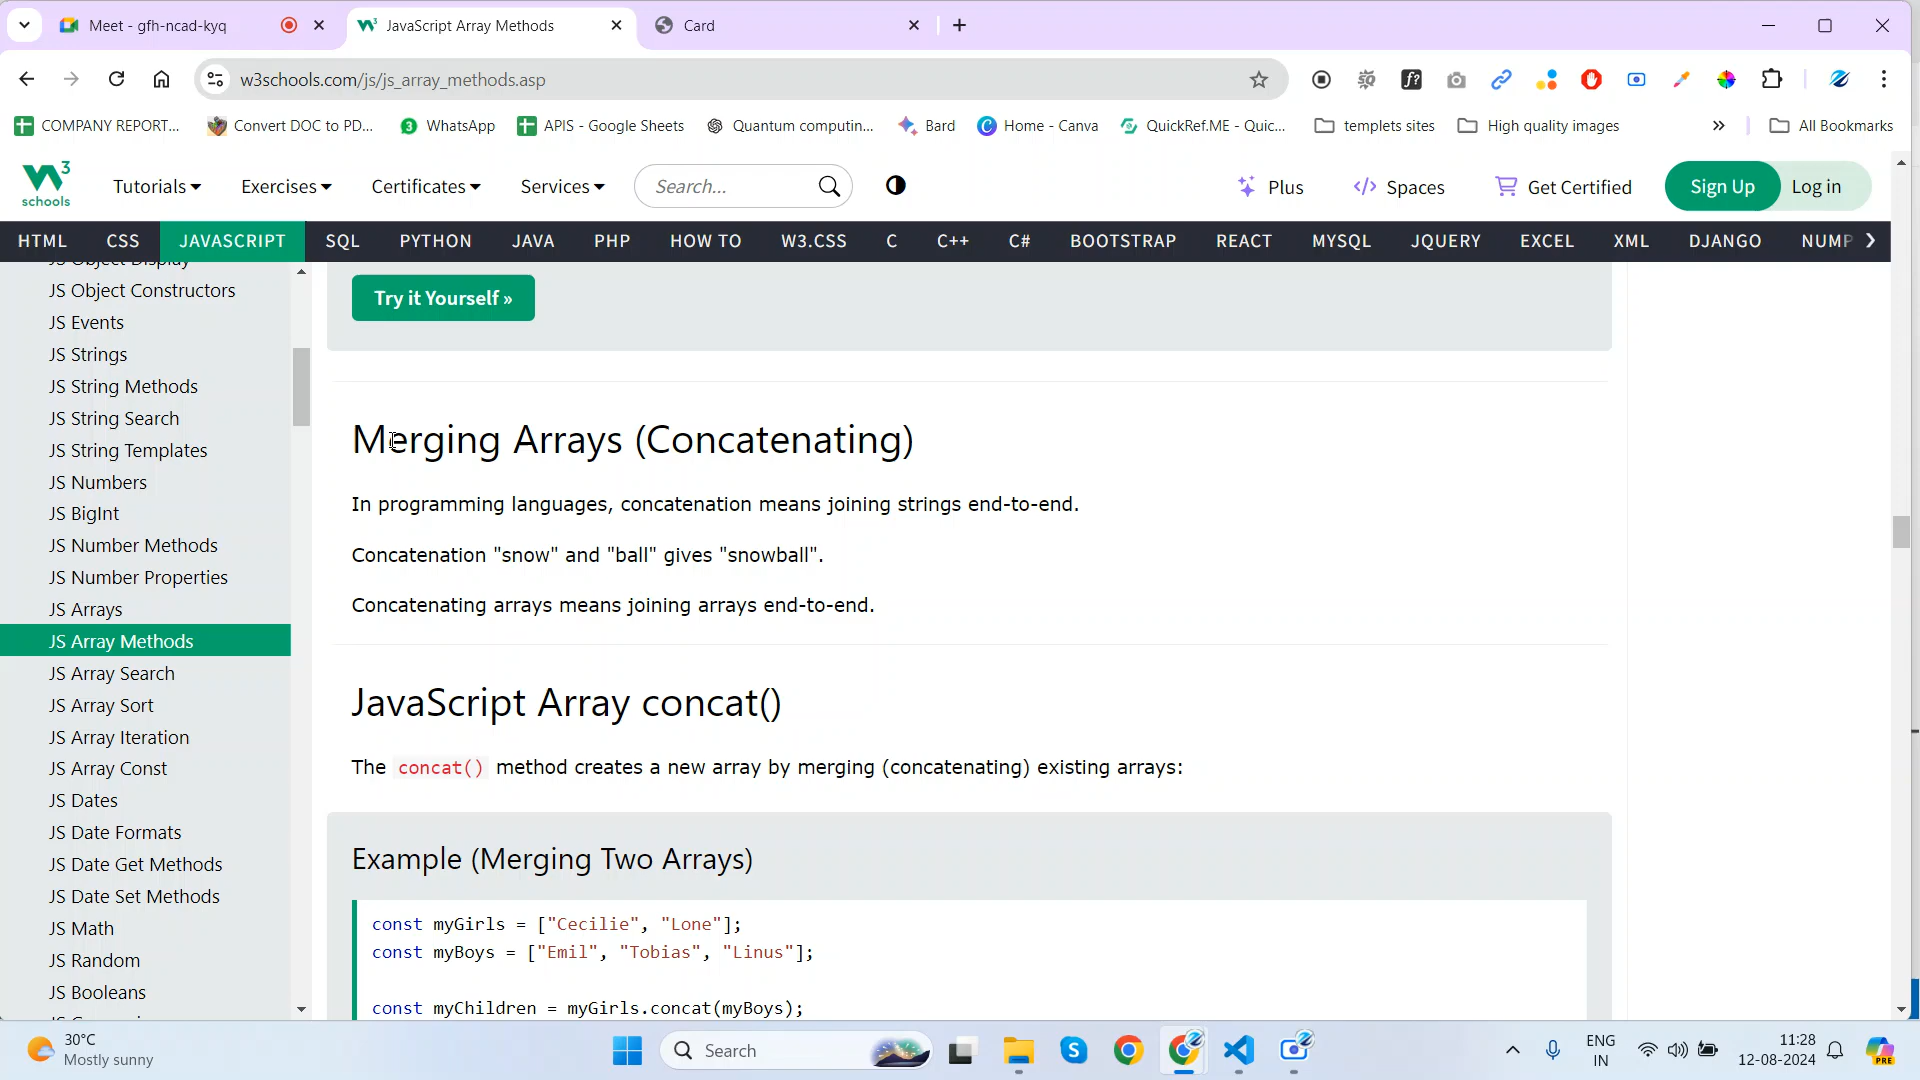 Meet - gfh-ncad-kyq
JavaScript Array Methods
Card
w3schools.com/js/js_array_methods.asp
COMPANY REPORT...
Convert DOC to PD...
WhatsApp
APIS - Google Sheets
Quantum computin...
Bard
Home - Canva
QuickRef.ME - Quic...
templets sites
High quality images
All Bookmarks
W3 schools
Tutorials
Exercises
Certificates
Services
Search...
Plus
Spaces
Get Certified
Sign Up
Log in
HTML CSS JAVASCRIPT SQL PYTHON JAVA PHP HOW TO W3.CSS C C++ C# BOOTSTRAP REACT MYSQL JQUERY EXCEL XML DJANGO NUMP
JS Object Display
JS Object Constructors
JS Events
JS Strings
JS String Methods
JS String Search
JS String Templates
JS Numbers
JS BigInt
JS Number Methods
JS Number Properties
JS Arrays
JS Array Methods
JS Array Search
JS Array Sort
JS Array Iteration
JS Array Const
JS Dates
JS Date Formats
JS Date Get Methods
JS Date Set Methods
JS Math
JS Random
JS Booleans
Try it Yourself »
Merging Arrays (Concatenating)
In programming languages, concatenation means joining strings end-to-end.
Concatenation "snow" and "ball" gives "snowball".
Concatenating arrays means joining arrays end-to-end.
JavaScript Array concat()
The concat() method creates a new array by merging (concatenating) existing arrays:
Example (Merging Two Arrays)
const myGirls = ["Cecilie", "Lone"];
const myBoys = ["Emil", "Tobias", "Linus"];
const myChildren = myGirls.concat(myBoys);
30°C
Mostly sunny
Search
ENG
IN
11:28
12-08-2024
PRE